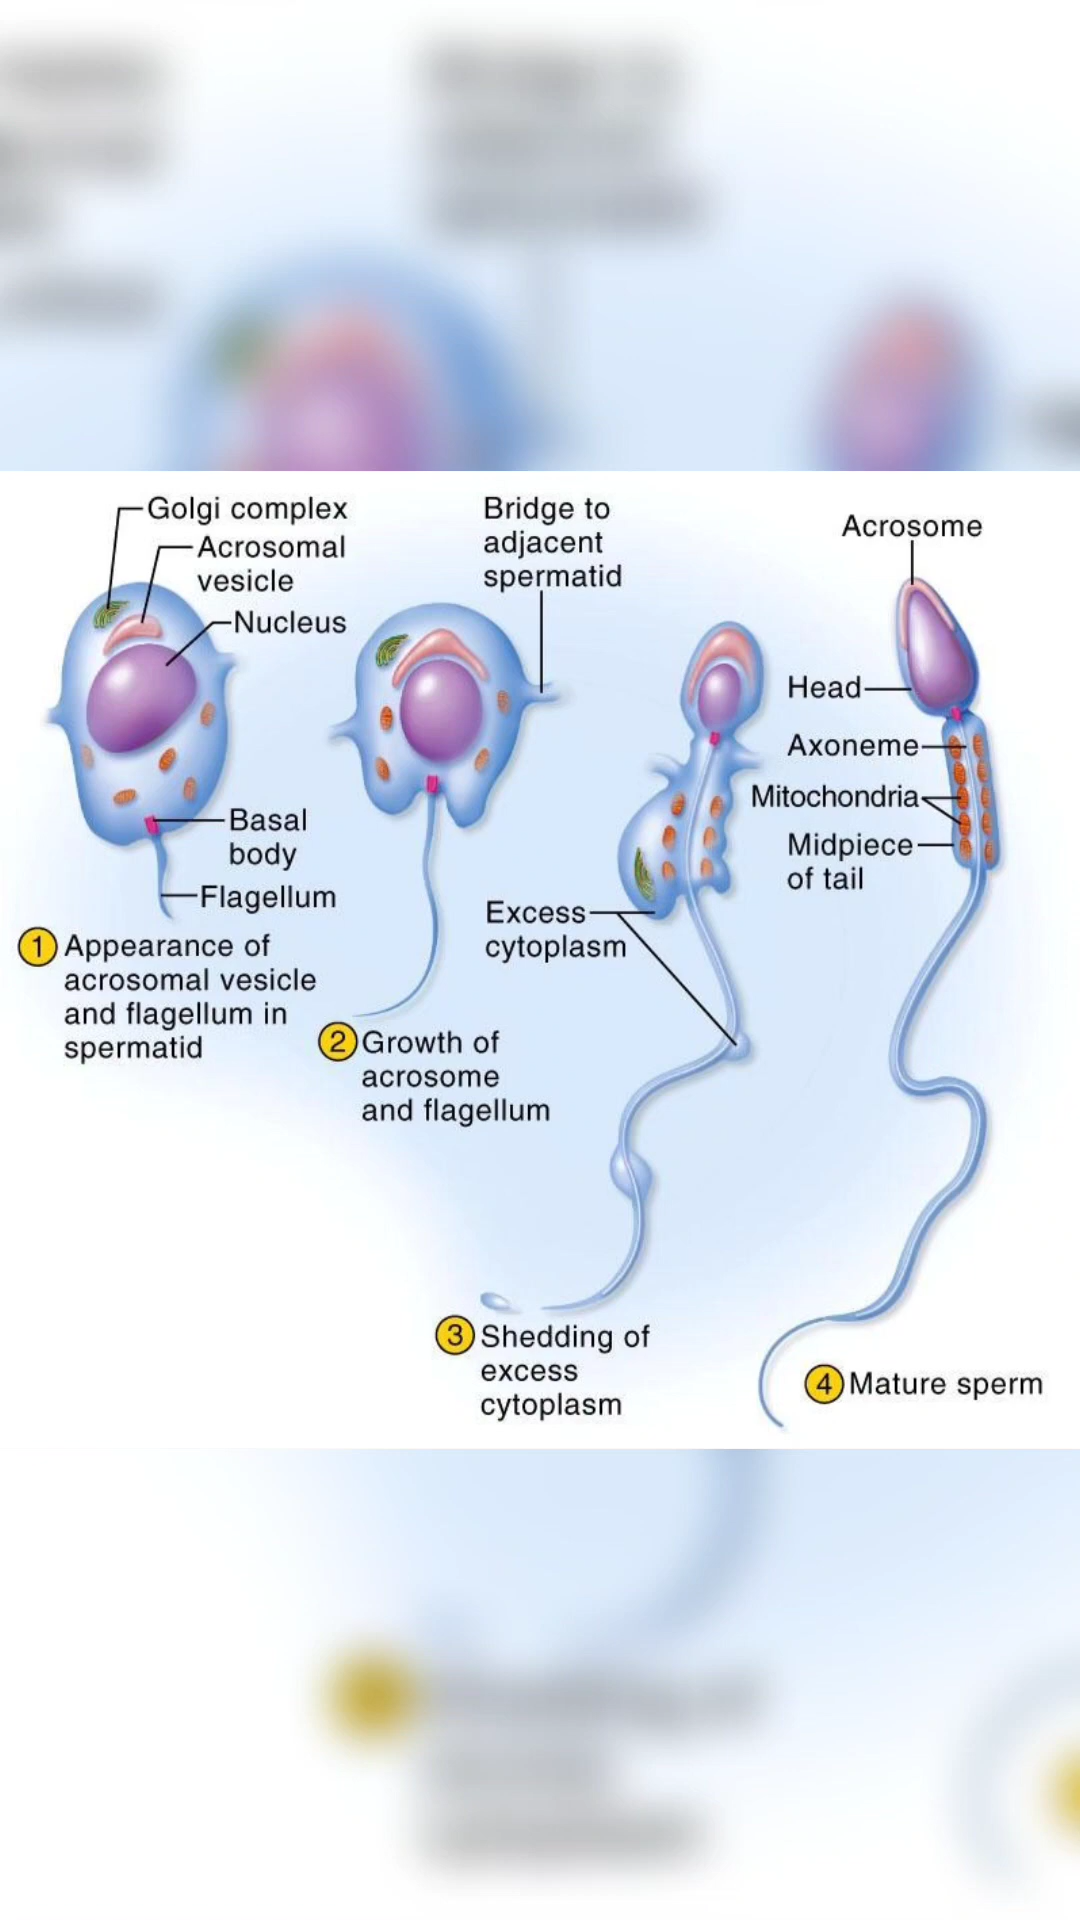 Golgi complex
Acrosomal
vesicle
Nucleus
Basal
body
Flagellum
1 Appearance of
acrosomal vesicle
and flagellum in
spermatid
Bridge to
adjacent
spermatid
2 Growth of
acrosome
and flagellum
Excess
cytoplasm
3 Shedding of
excess
cytoplasm
Acrosome
Head
Axoneme
Mitochondria
Midpiece
of tail
4 Mature sperm